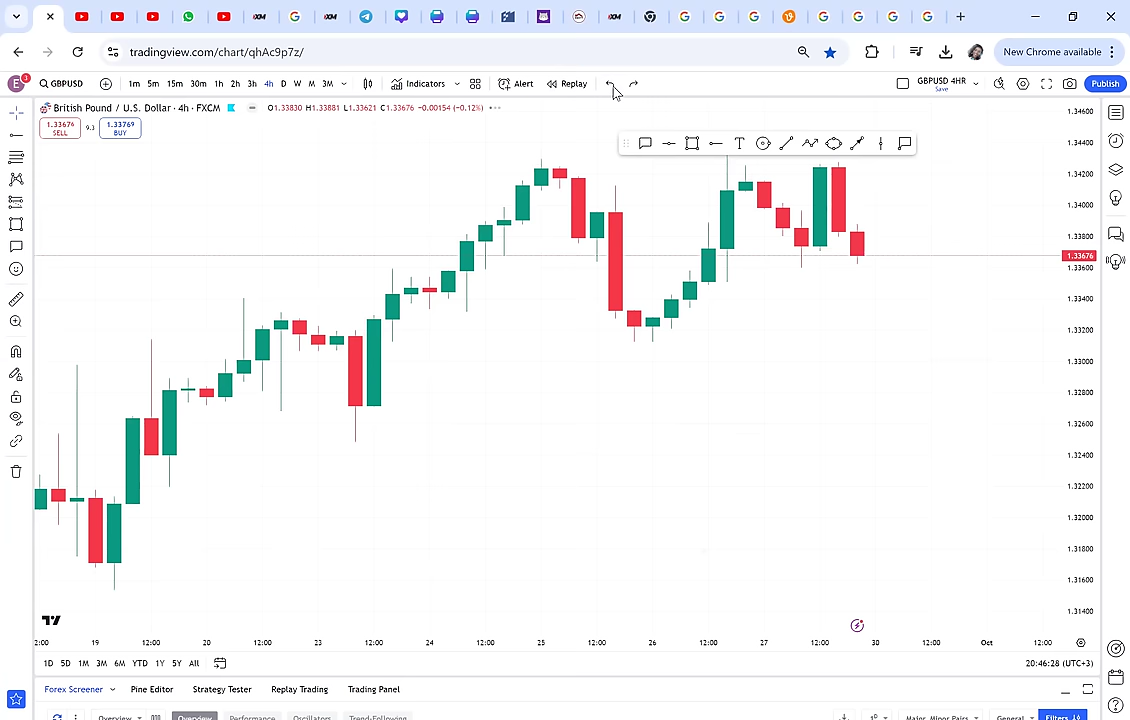 tradingview.com/chart/qhAc9p7z/
New Chrome available
E 3 GBPUSD 1m 5m 15m 30m 1h 2h 3h 4h D W M 3M Indicators Alert Replay GBPUSD 4HR Save Publish
British Pound / U.S. Dollar · 4h · FXCM O1.33830 H1.33881 L1.33621 C1.33676 −0.00154 (−0.12%)
1.33676 SELL 9.3 1.33769 BUY
1.34600
1.34400
1.34200
1.34000
1.33800
1.33676
1.33600
1.33400
1.33200
1.33000
1.32800
1.32600
1.32400
1.32200
1.32000
1.31800
1.31600
1.31400
2:00 19 12:00 20 12:00 23 12:00 24 12:00 25 12:00 26 12:00 27 12:00 30 12:00 Oct 12:00
1D 5D 1M 3M 6M YTD 1Y 5Y All 20:46:28 (UTC+3)
Forex Screener Pine Editor Strategy Tester Replay Trading Trading Panel
Overview Overview Performance Oscillators Trend-Following 1D Major, Minor Pairs General Filters